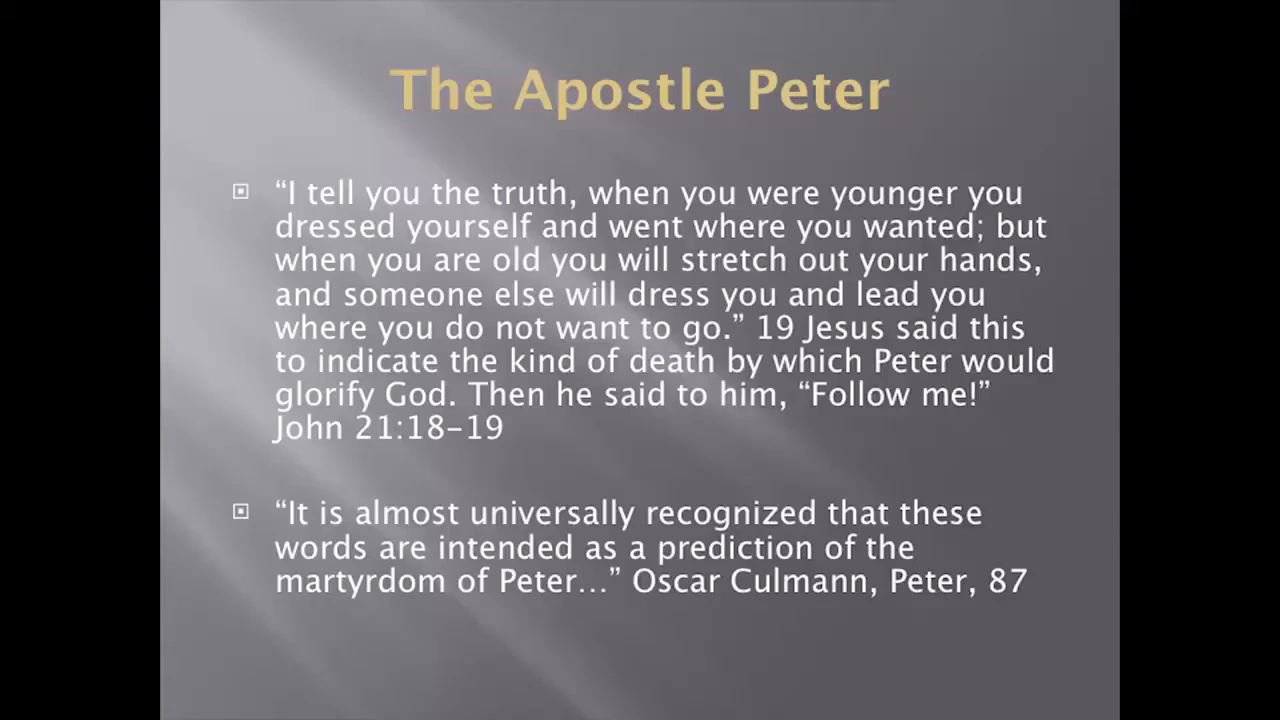 The Apostle Peter
“I tell you the truth, when you were younger you
dressed yourself and went where you wanted; but
when you are old you will stretch out your hands,
and someone else will dress you and lead you
where you do not want to go.” 19 Jesus said this
to indicate the kind of death by which Peter would
glorify God. Then he said to him, “Follow me!”
John 21:18-19
“It is almost universally recognized that these
words are intended as a prediction of the
martyrdom of Peter…” Oscar Culmann, Peter, 87